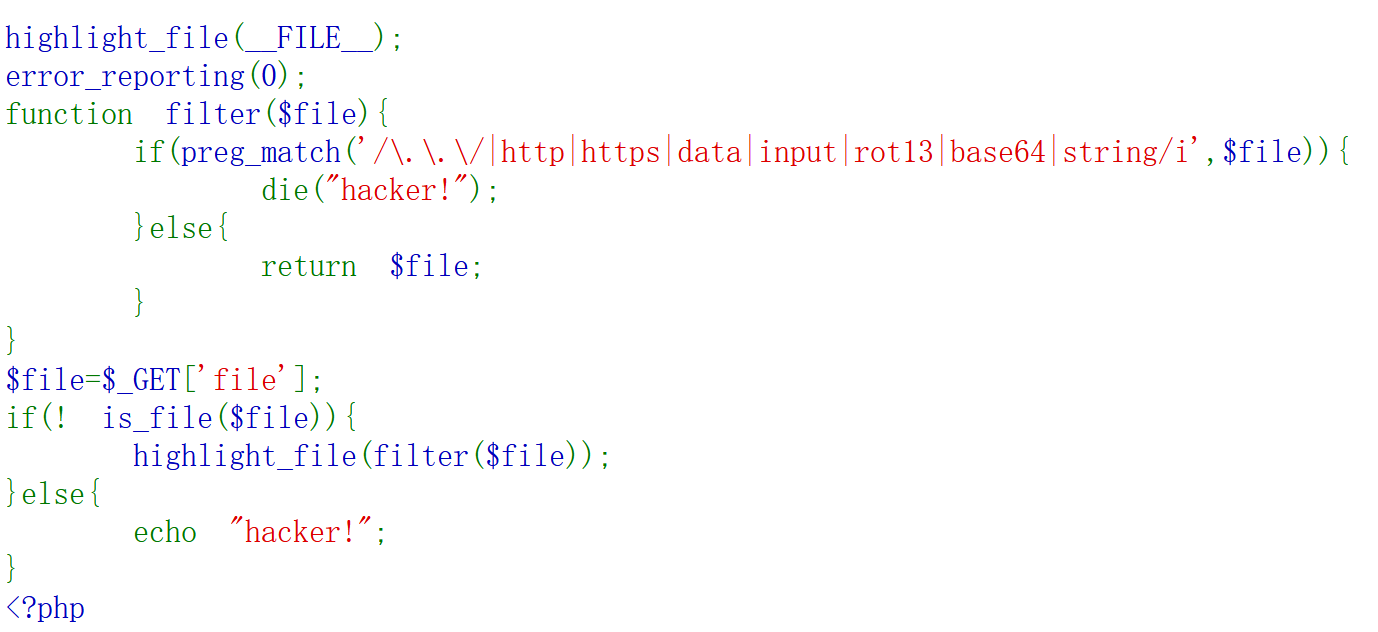 highlight_file(__FILE__);
error_reporting(0);
function filter($file){
if(preg_match('/\.\.\/|http|https|data|input|rot13|base64|string/i',$file)){
die("hacker!");
}else{
return $file;
}
}
$file=$_GET['file'];
if(! is_file($file)){
highlight_file(filter($file));
}else{
echo "hacker!";
}
<?php